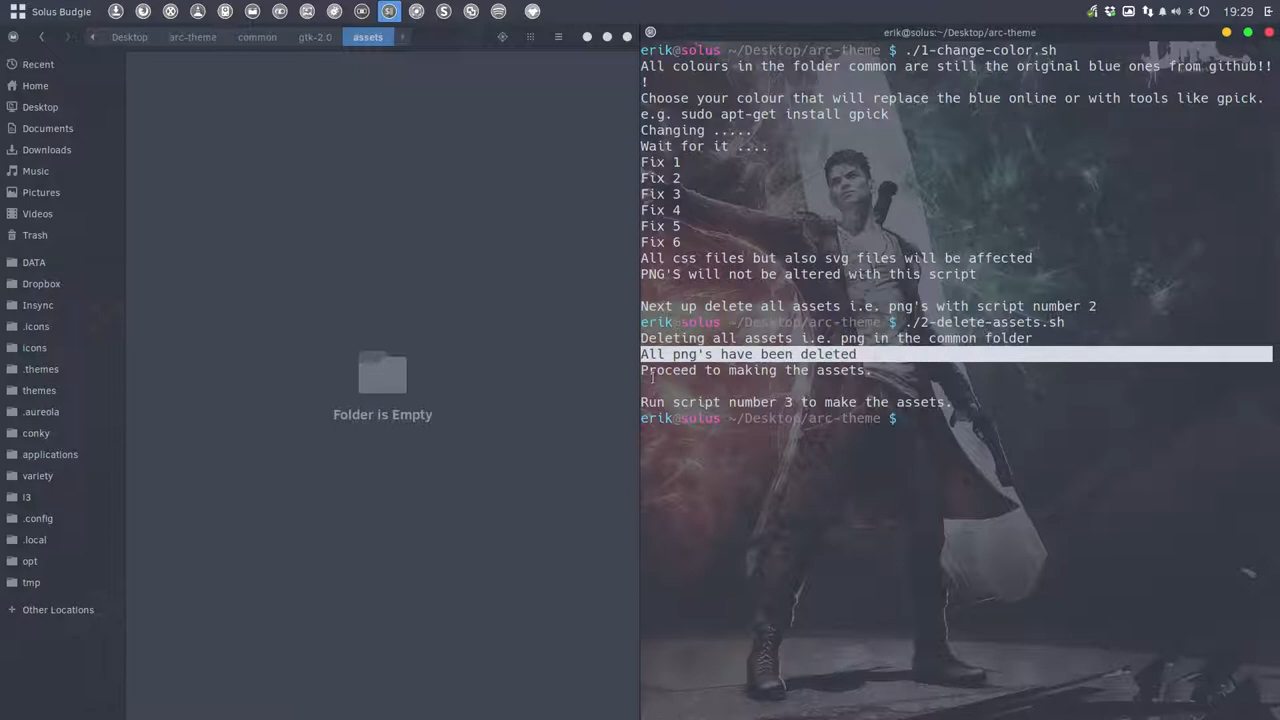 Solus Budgie
19:29
Desktop
arc-theme
common
gtk-2.0
assets
Recent
Home
Desktop
Documents
Downloads
Music
Pictures
Videos
Trash
DATA
Dropbox
Insync
.icons
icons
.themes
themes
.aureola
conky
applications
variety
I3
.config
.local
opt
tmp
Other Locations
Folder is Empty
erik@solus:~/Desktop/arc-theme
erik@solus ~/Desktop/arc-theme $ ./1-change-color.sh
All colours in the folder common are still the original blue ones from github!!
!
Choose your colour that will replace the blue online or with tools like gpick.
e.g. sudo apt-get install gpick
Changing .....
Wait for it ....
Fix 1
Fix 2
Fix 3
Fix 4
Fix 5
Fix 6
All css files but also svg files will be affected
PNG'S will not be altered with this script
Next up delete all assets i.e. png's with script number 2
erik@solus ~/Desktop/arc-theme $ ./2-delete-assets.sh
Deleting all assets i.e. png in the common folder
All png's have been deleted
Proceed to making the assets.
Run script number 3 to make the assets.
erik@solus ~/Desktop/arc-theme $